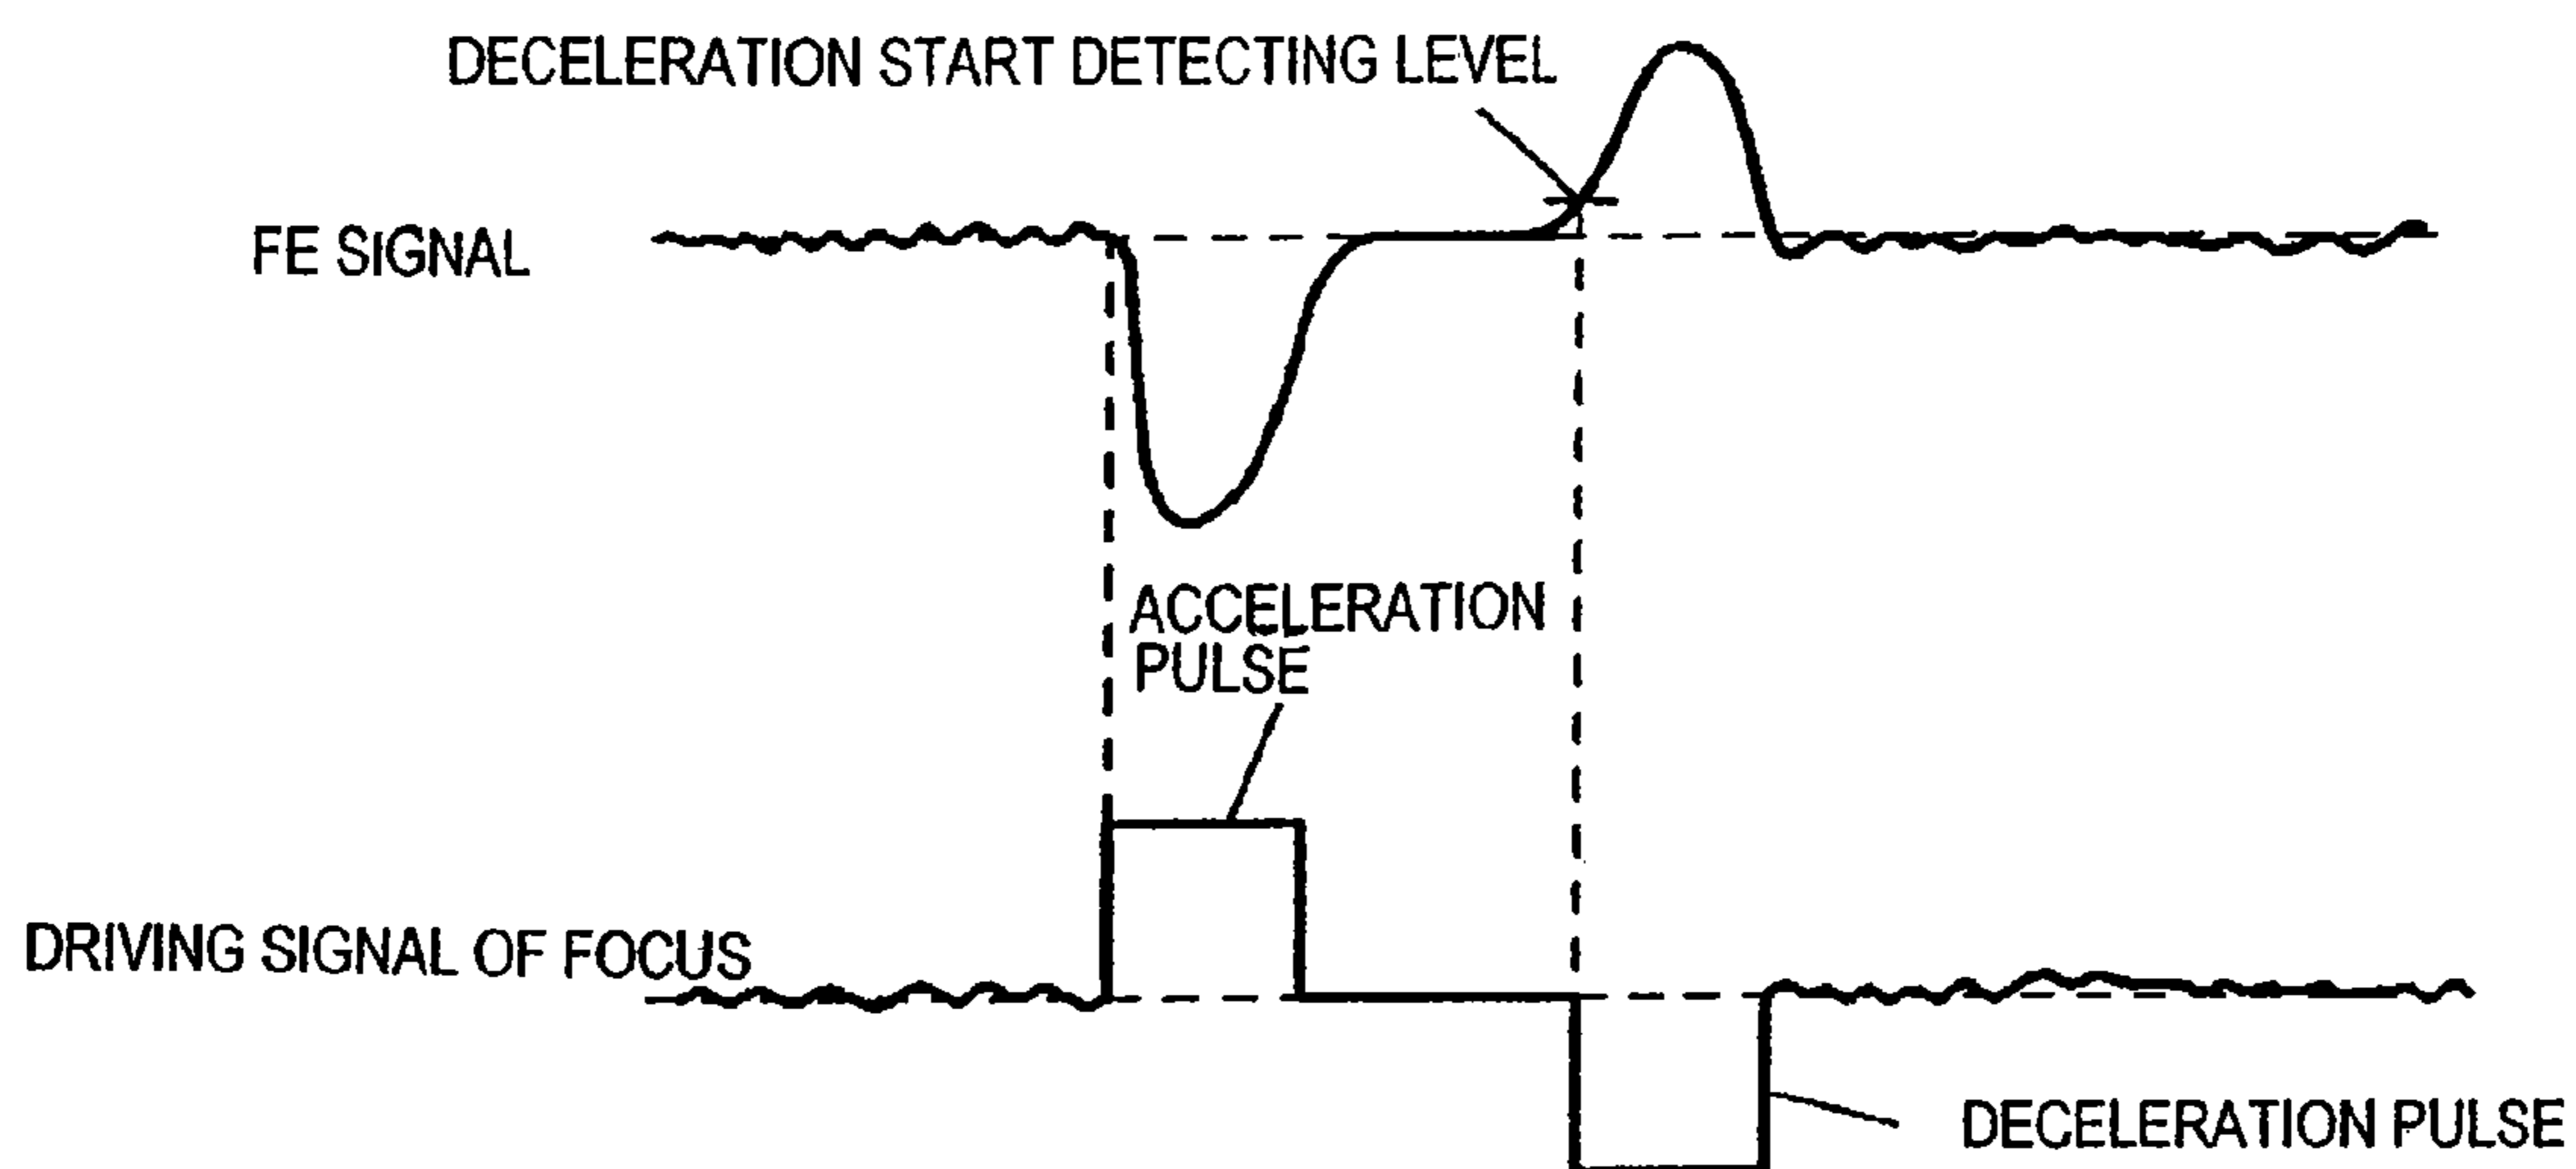 DECELERATION START DETECTING LEVEL
FE SIGNAL
ACCELERATION
PULSE
DRIVING SIGNAL OF FOCUS
DECELERATION PULSE